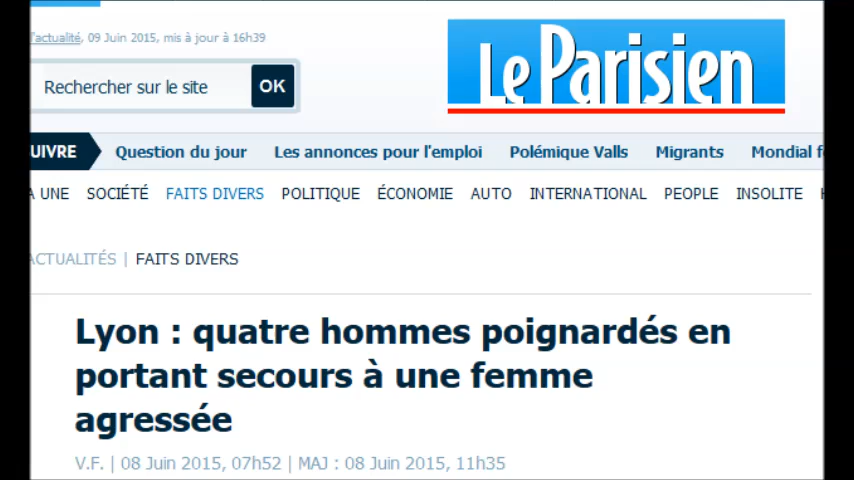 l'actualité, 09 Juin 2015, mis à jour à 16h39
Le Parisien
Rechercher sur le site OK
UIVRE Question du jour Les annonces pour l'emploi Polémique Valls Migrants Mondial f
A UNE SOCIÉTÉ FAITS DIVERS POLITIQUE ÉCONOMIE AUTO INTERNATIONAL PEOPLE INSOLITE
ACTUALITÉS | FAITS DIVERS
Lyon : quatre hommes poignardés en
portant secours à une femme
agressée
V.F. | 08 Juin 2015, 07h52 | MAJ : 08 Juin 2015, 11h35